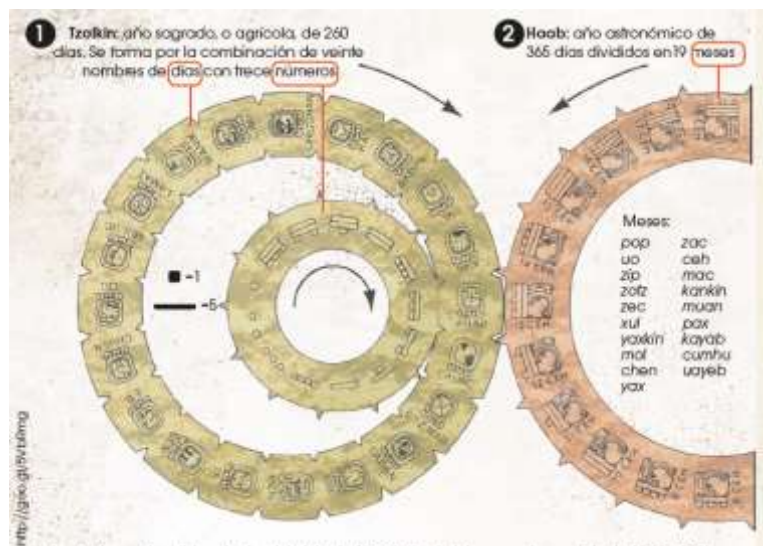 1 Tzolkin: año sagrado, o agrícola, de 260
días. Se forma por la combinación de veinte
nombres de días con trece números
2 Haab: año astronómico de
365 días divididos en 19 meses
=1
=5
Meses:
pop zac
uo ceh
zip mac
zotz kankin
zec muan
xul pax
yaxkin kayab
mol cumhu
chen uayeb
yax